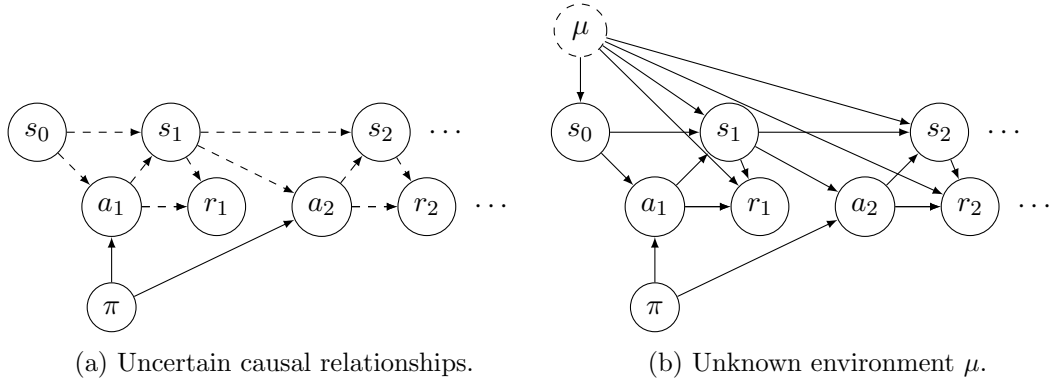 μ
s₀ s₁ s₂ ⋯
a₁ r₁ a₂ r₂ ⋯
π
(a) Uncertain causal relationships.
s₀ s₁ s₂ ⋯
a₁ r₁ a₂ r₂ ⋯
π
(b) Unknown environment μ.